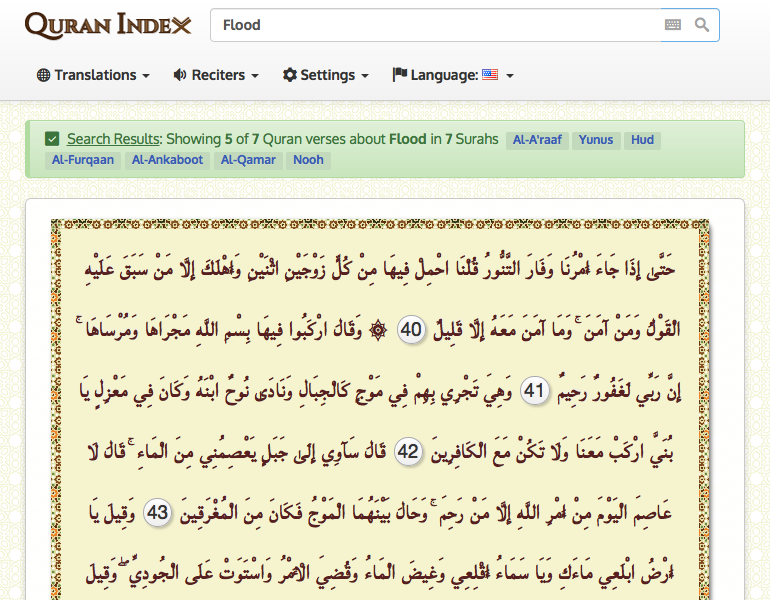 QURAN INDEX
Flood
Translations Reciters Settings Language:
Search Results: Showing 5 of 7 Quran verses about Flood in 7 Surahs Al-A'raaf Yunus Hud
Al-Furqaan Al-Ankaboot Al-Qamar Nooh
حَتَّىٰ إِذَا جَاءَ أَمْرُنَا وَفَارَ التَّنُّورُ قُلْنَا احْمِلْ فِيهَا مِنْ كُلٍّ زَوْجَيْنِ اثْنَيْنِ وَأَهْلَكَ إِلَّا مَنْ سَبَقَ عَلَيْهِ
الْقَوْلُ وَمَنْ آمَنَ ۚ وَمَا آمَنَ مَعَهُ إِلَّا قَلِيلٌ 40 ۞ وَقَالَ ارْكَبُوا فِيهَا بِسْمِ اللَّهِ مَجْرَاهَا وَمُرْسَاهَا ۚ
إِنَّ رَبِّي لَغَفُورٌ رَحِيمٌ 41 وَهِيَ تَجْرِي بِهِمْ فِي مَوْجٍ كَالْجِبَالِ وَنَادَىٰ نُوحٌ ابْنَهُ وَكَانَ فِي مَعْزِلٍ يَا
بُنَيَّ ارْكَبْ مَعَنَا وَلَا تَكُنْ مَعَ الْكَافِرِينَ 42 قَالَ سَآوِي إِلَىٰ جَبَلٍ يَعْصِمُنِي مِنَ الْمَاءِ ۚ قَالَ لَا
عَاصِمَ الْيَوْمَ مِنْ أَمْرِ اللَّهِ إِلَّا مَنْ رَحِمَ ۚ وَحَالَ بَيْنَهُمَا الْمَوْجُ فَكَانَ مِنَ الْمُغْرَقِينَ 43 وَقِيلَ يَا
أَرْضُ ابْلَعِي مَاءَكِ وَيَا سَمَاءُ أَقْلِعِي وَغِيضَ الْمَاءُ وَقُضِيَ الْأَمْرُ وَاسْتَوَتْ عَلَى الْجُودِيِّ ۖ وَقِيلَ